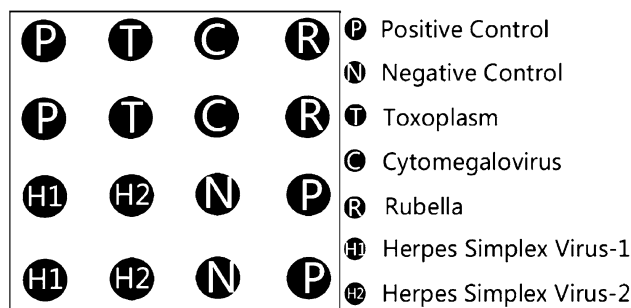 P T C R
P T C R
H1 H2 N P
H1 H2 N P
P Positive Control
N Negative Control
T Toxoplasm
C Cytomegalovirus
R Rubella
H1 Herpes Simplex Virus-1
H2 Herpes Simplex Virus-2